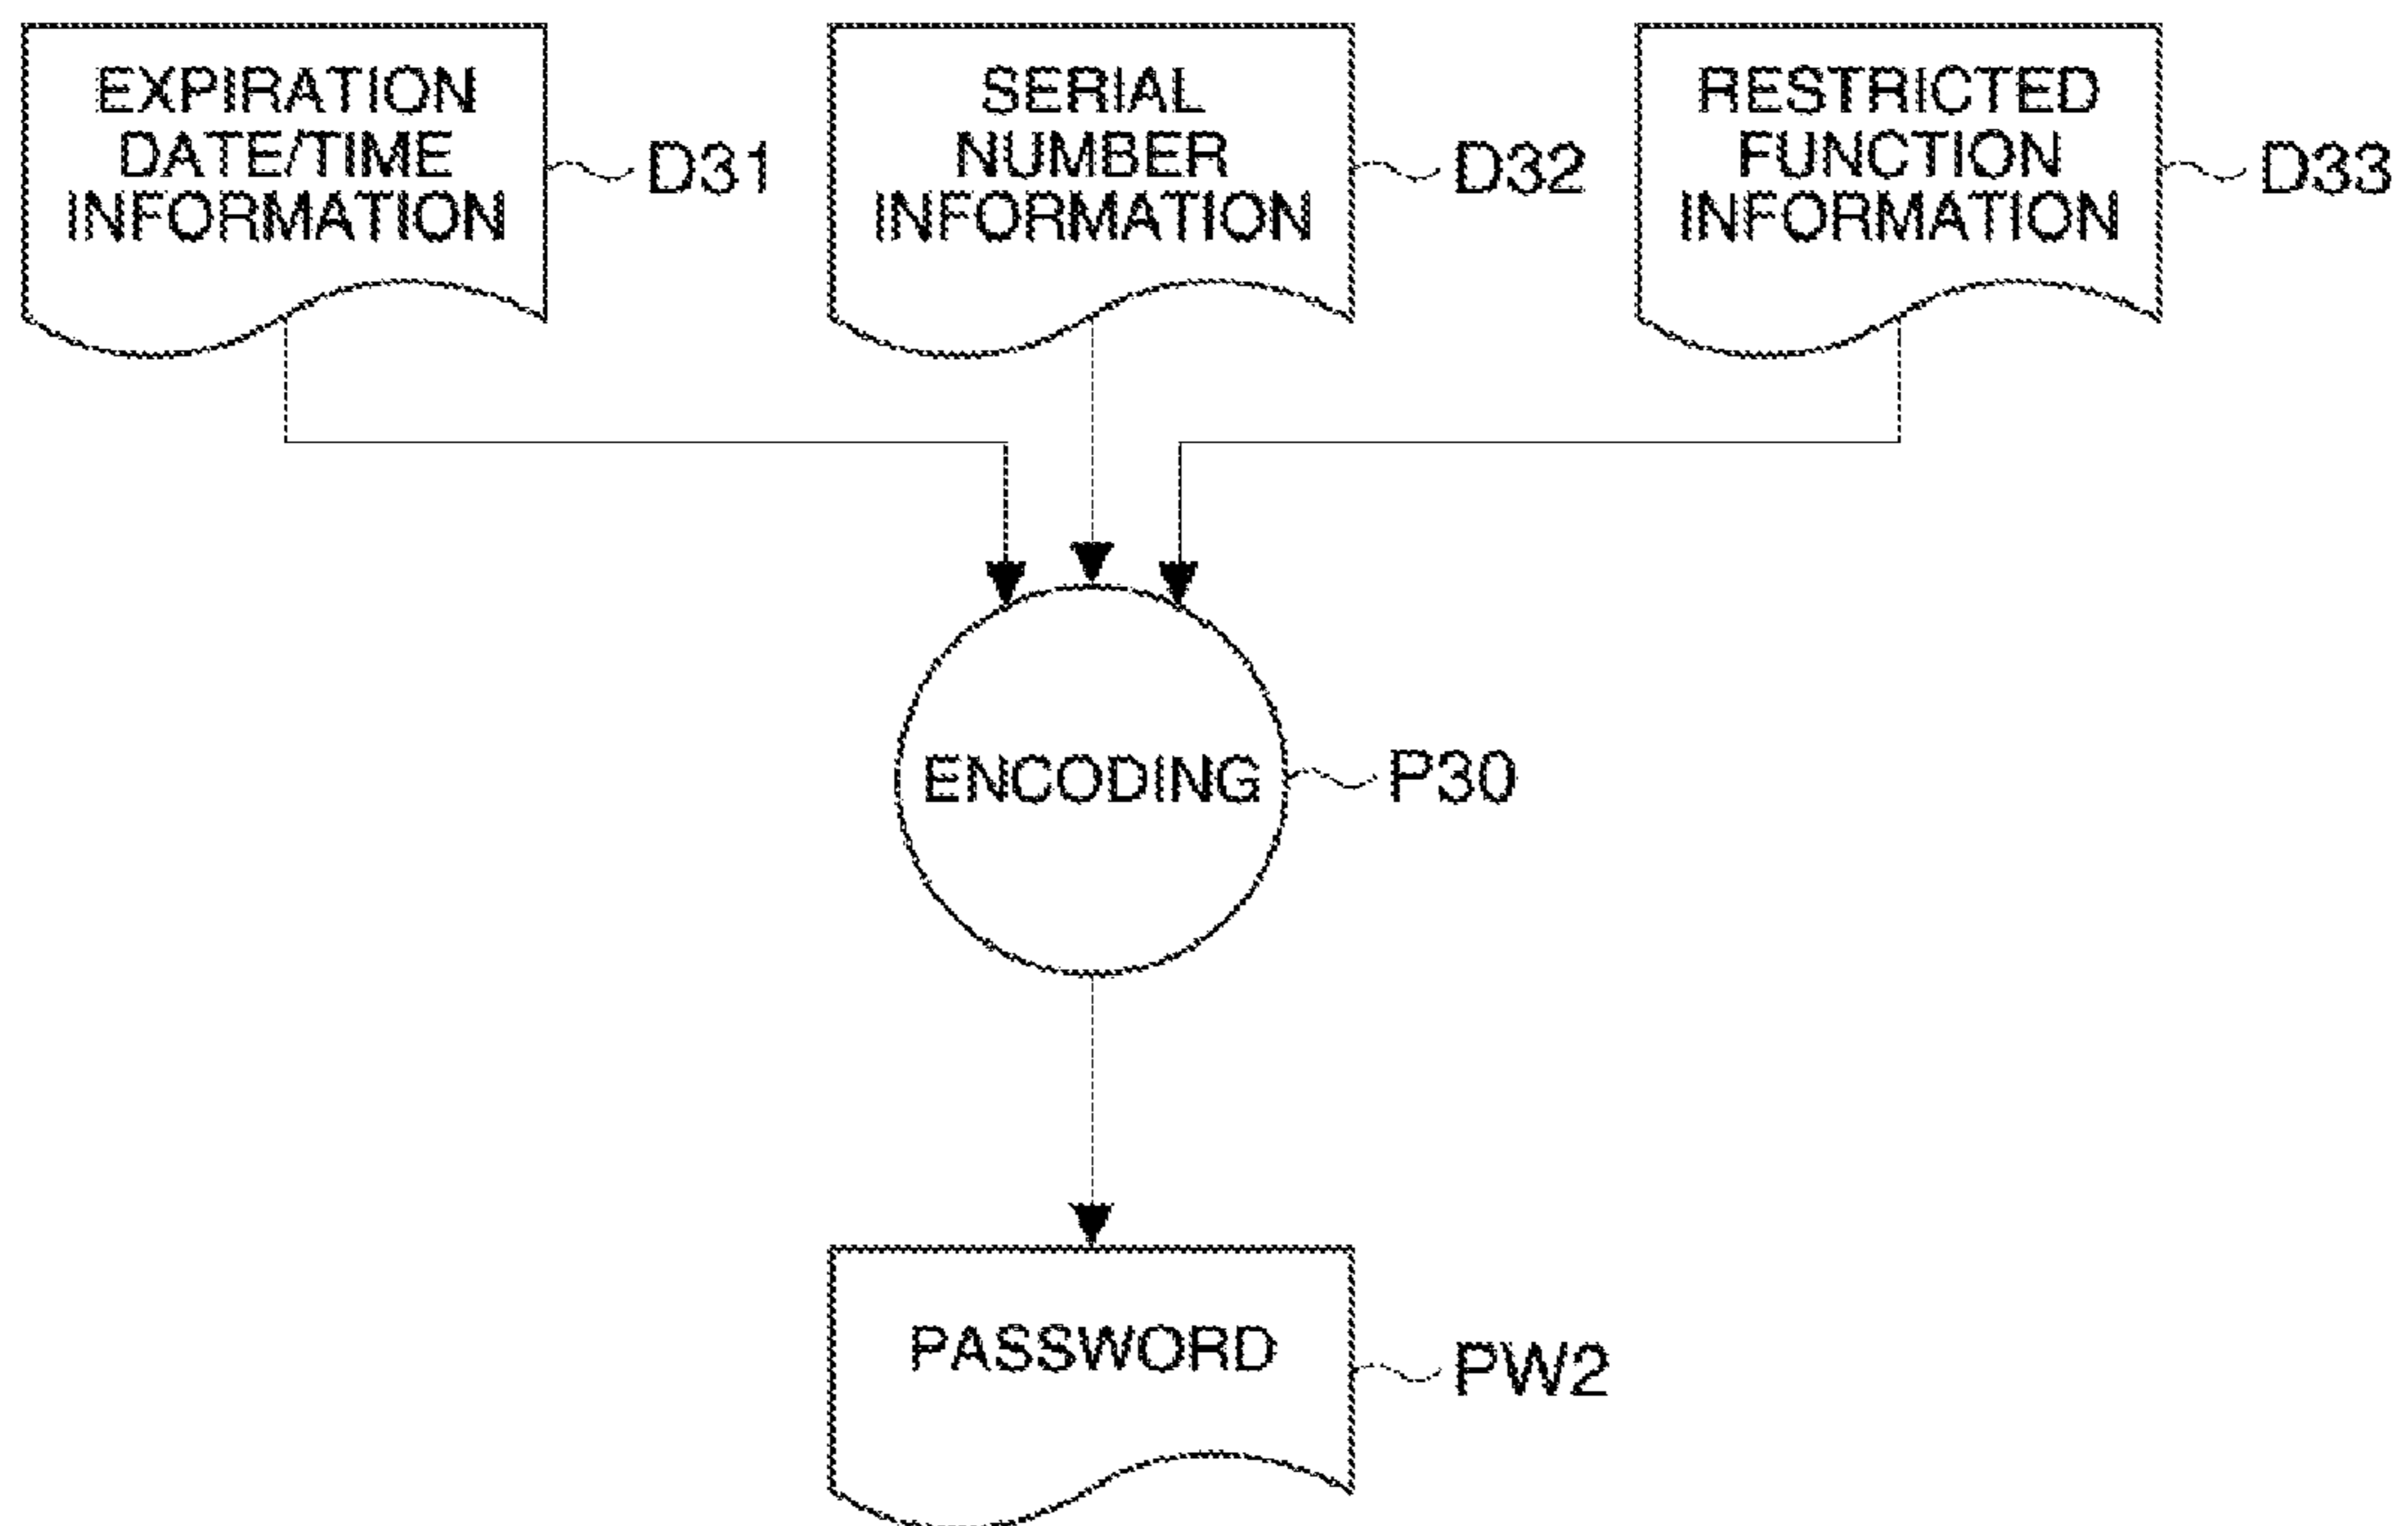 EXPIRATION
DATE/TIME
INFORMATION
D31
SERIAL
NUMBER
INFORMATION
D32
RESTRICTED
FUNCTION
INFORMATION
D33
ENCODING
P30
PASSWORD
PW2